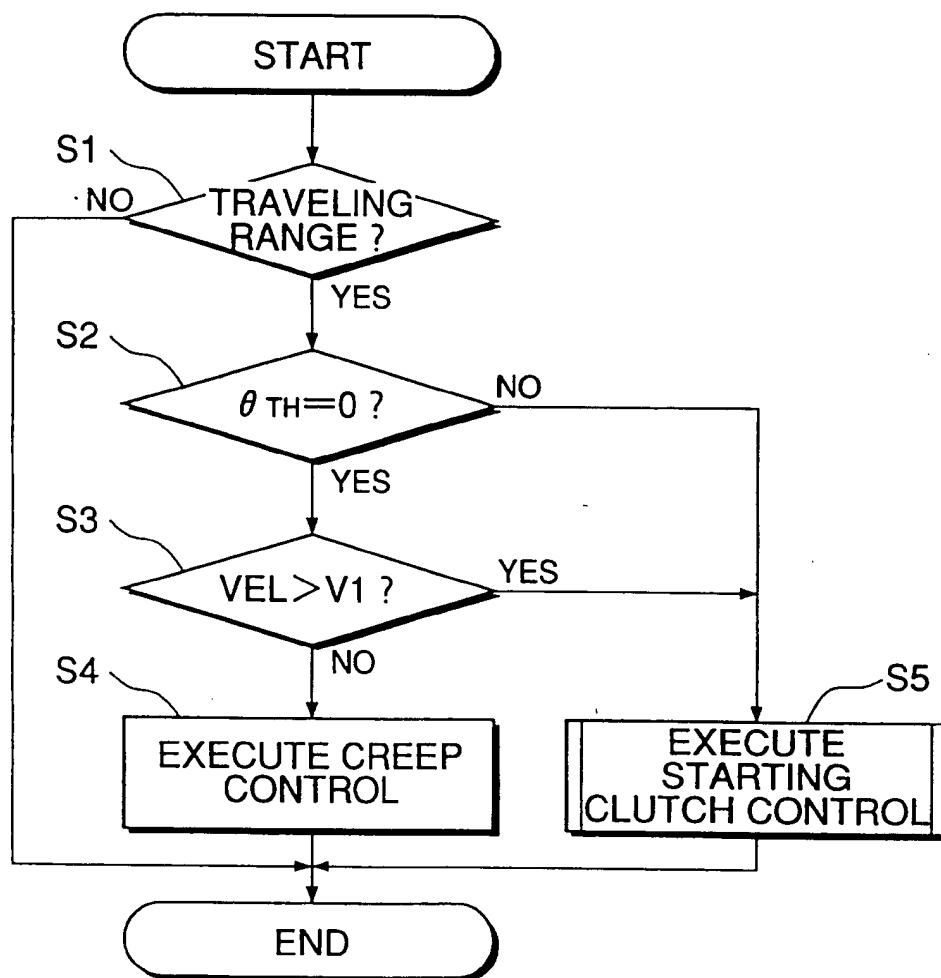 START
S1
NO
TRAVELING
RANGE ?
YES
S2
θ TH=0 ?
NO
YES
S3
VEL>V1 ?
YES
NO
S4
EXECUTE CREEP
CONTROL
S5
EXECUTE
STARTING
CLUTCH CONTROL
END